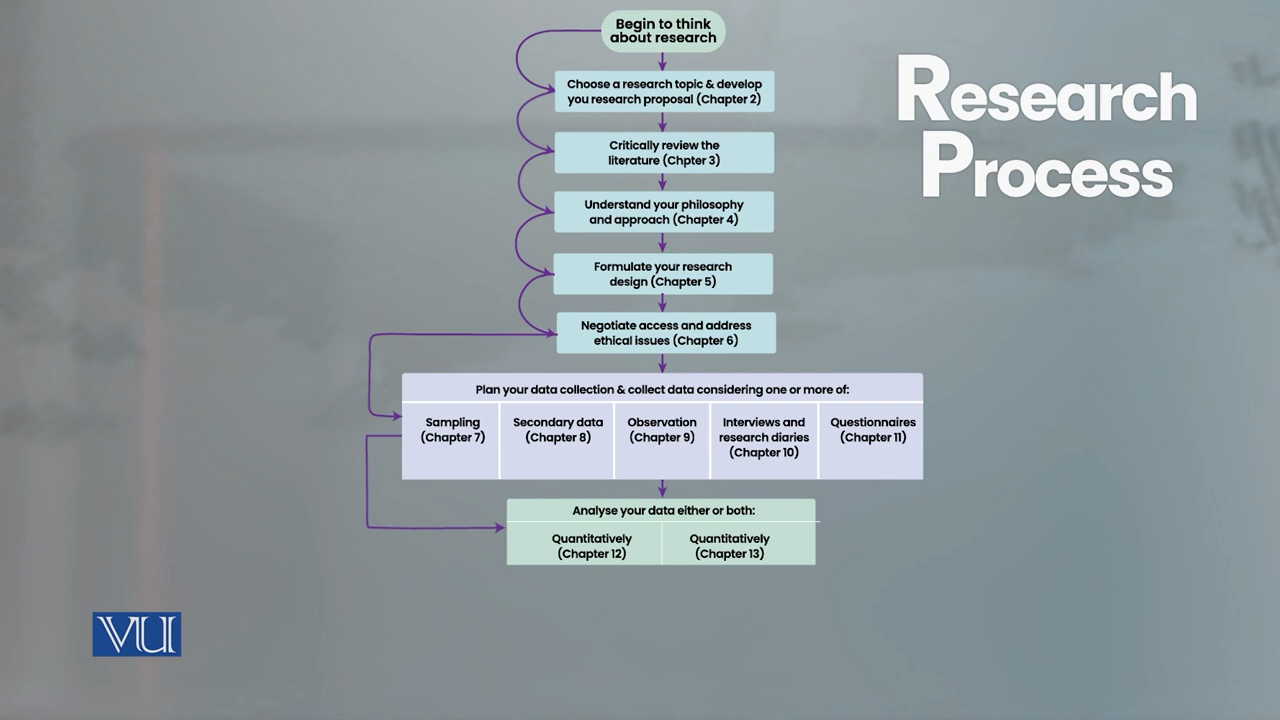 Begin to think
about research
Research
Process
Choose a research topic & develop
you research proposal (Chapter 2)
Critically review the
literature (Chpter 3)
Understand your philosophy
and approach (Chapter 4)
Formulate your research
design (Chapter 5)
Negotiate access and address
ethical issues (Chapter 6)
Plan your data collection & collect data considering one or more of:
Sampling
(Chapter 7)
Secondary data
(Chapter 8)
Observation
(Chapter 9)
Interviews and
research diaries
(Chapter 10)
Questionnaires
(Chapter 11)
Analyse your data either or both:
Quantitatively
(Chapter 12)
Quantitatively
(Chapter 13)
VU